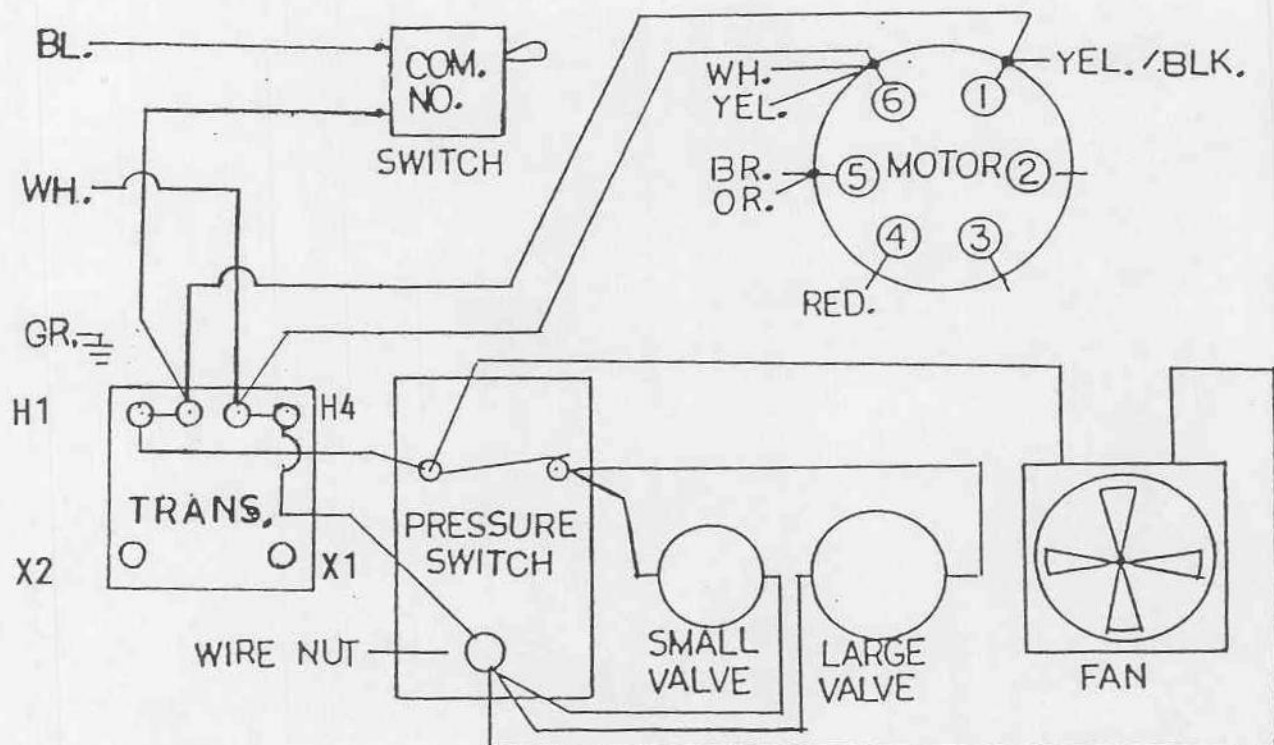 BL.
COM.
NO.
SWITCH
WH.
YEL.
YEL./BLK.
6
1
BR.
OR.
5 MOTOR 2
4
3
RED.
WH.
GR.
H1
H4
TRANS.
X2
X1
PRESSURE
SWITCH
WIRE NUT
SMALL
VALVE
LARGE
VALVE
FAN